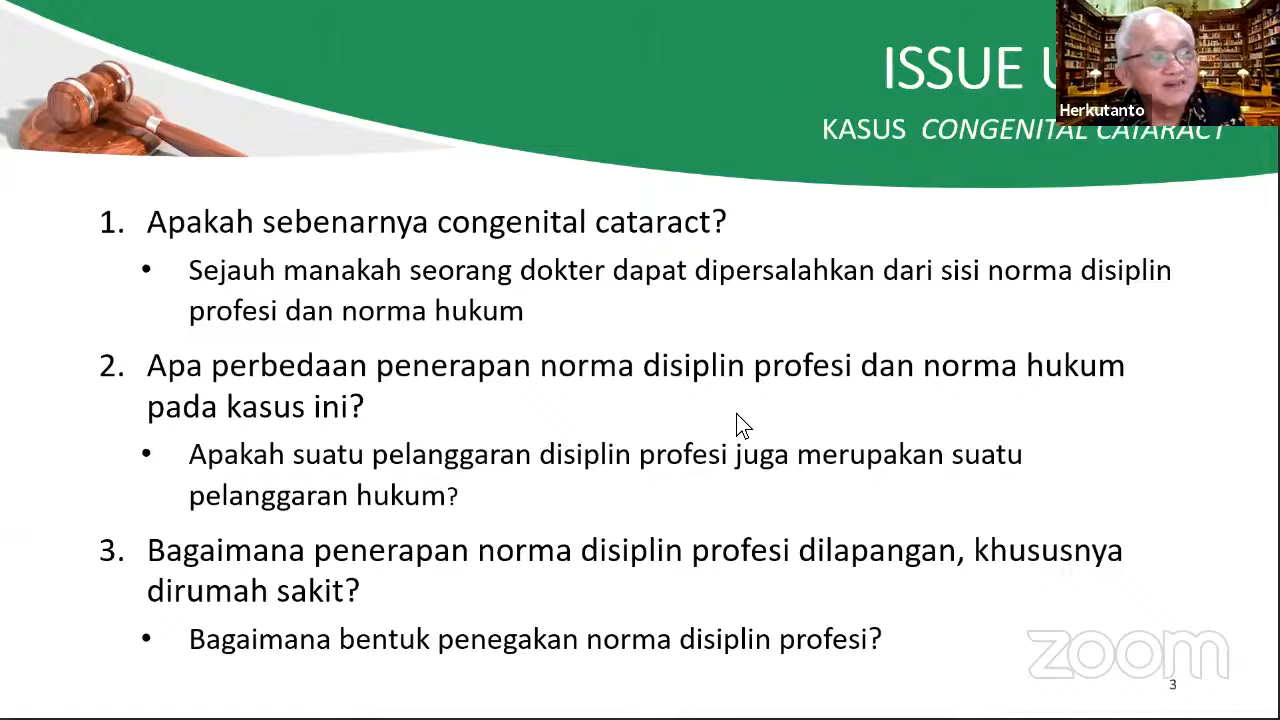 ISSUE
Herkutanto
KASUS CONGENITAL CATARACT
1. Apakah sebenarnya congenital cataract?
• Sejauh manakah seorang dokter dapat dipersalahkan dari sisi norma disiplin
profesi dan norma hukum
2. Apa perbedaan penerapan norma disiplin profesi dan norma hukum
pada kasus ini?
• Apakah suatu pelanggaran disiplin profesi juga merupakan suatu
pelanggaran hukum?
3. Bagaimana penerapan norma disiplin profesi dilapangan, khususnya
dirumah sakit?
• Bagaimana bentuk penegakan norma disiplin profesi?
zoom
3